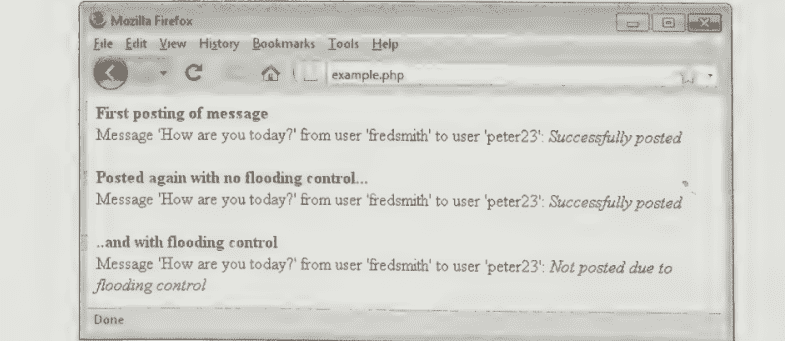 Mozilla Firefox
File Edit View History Bookmarks Tools Help
example.php
First posting of message
Message 'How are you today?' from user 'fredsmith' to user 'peter23': Successfully posted
Posted again with no flooding control...
Message 'How are you today?' from user 'fredsmith' to user 'peter23': Successfully posted
..and with flooding control
Message 'How are you today?' from user 'fredsmith' to user 'peter23': Not posted due to
flooding control
Done